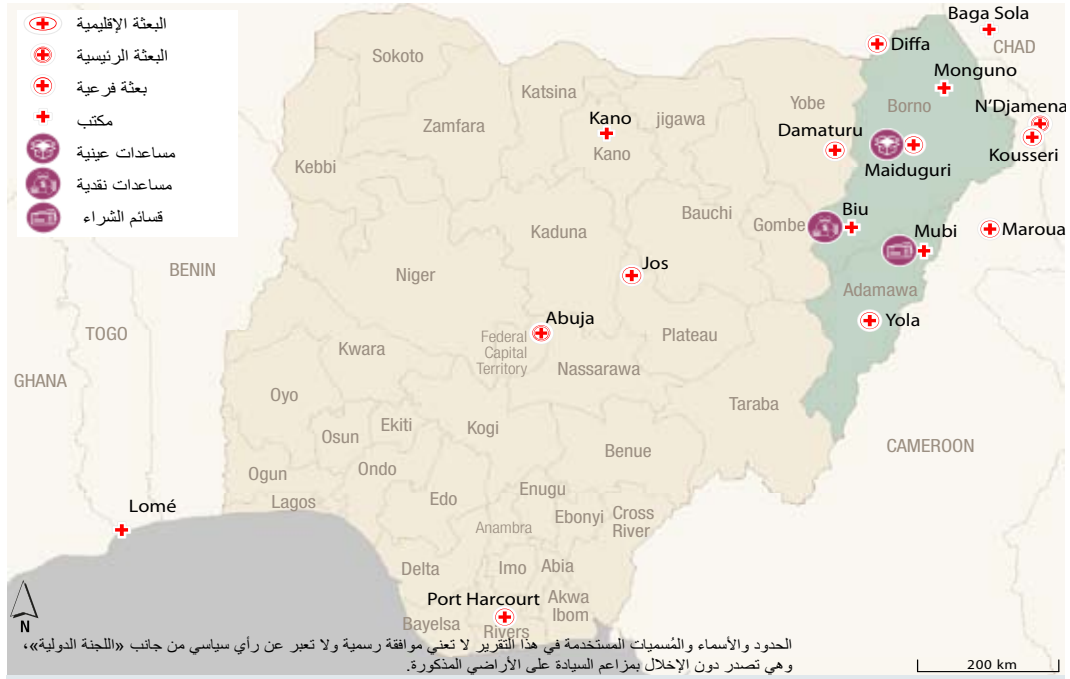 البعثة الإقليمية
البعثة الرئيسية
بعثة فرعية
مكتب
مساعدات عينية
مساعدات نقدية
قسائم الشراء
Baga Sola
CHAD
Diffa
Sokoto
Monguno
Katsina
Yobe
Borno
N'Djamena
Kano
jigawa
Zamfara
Damaturu
Kano
Kousseri
Kebbi
Maiduguri
Bauchi
Biu
Gombe
Kaduna
Mubi
Maroua
BENIN
Niger
Jos
Adamawa
Abuja
Yola
TOGO
Federal
Capital
Territory
Plateau
Kwara
Nassarawa
GHANA
Oyo
Taraba
Ekiti
Kogi
Osun
CAMEROON
Benue
Ondo
Ogun
Enugu
Lagos
Edo
Lomé
Ebonyi
Cross
River
Anambra
Delta
Imo
Abia
Port Harcourt
Akwa
Ibom
Bayelsa
Rivers
N
الحدود والأسماء والمُسميات المستخدمة في هذا التقرير لا تعني موافقة رسمية ولا تعبر عن رأي سياسي من جانب «اللجنة الدولية»،
وهي تصدر دون الإخلال بمزاعم السيادة على الأراضي المذكورة.
200 km